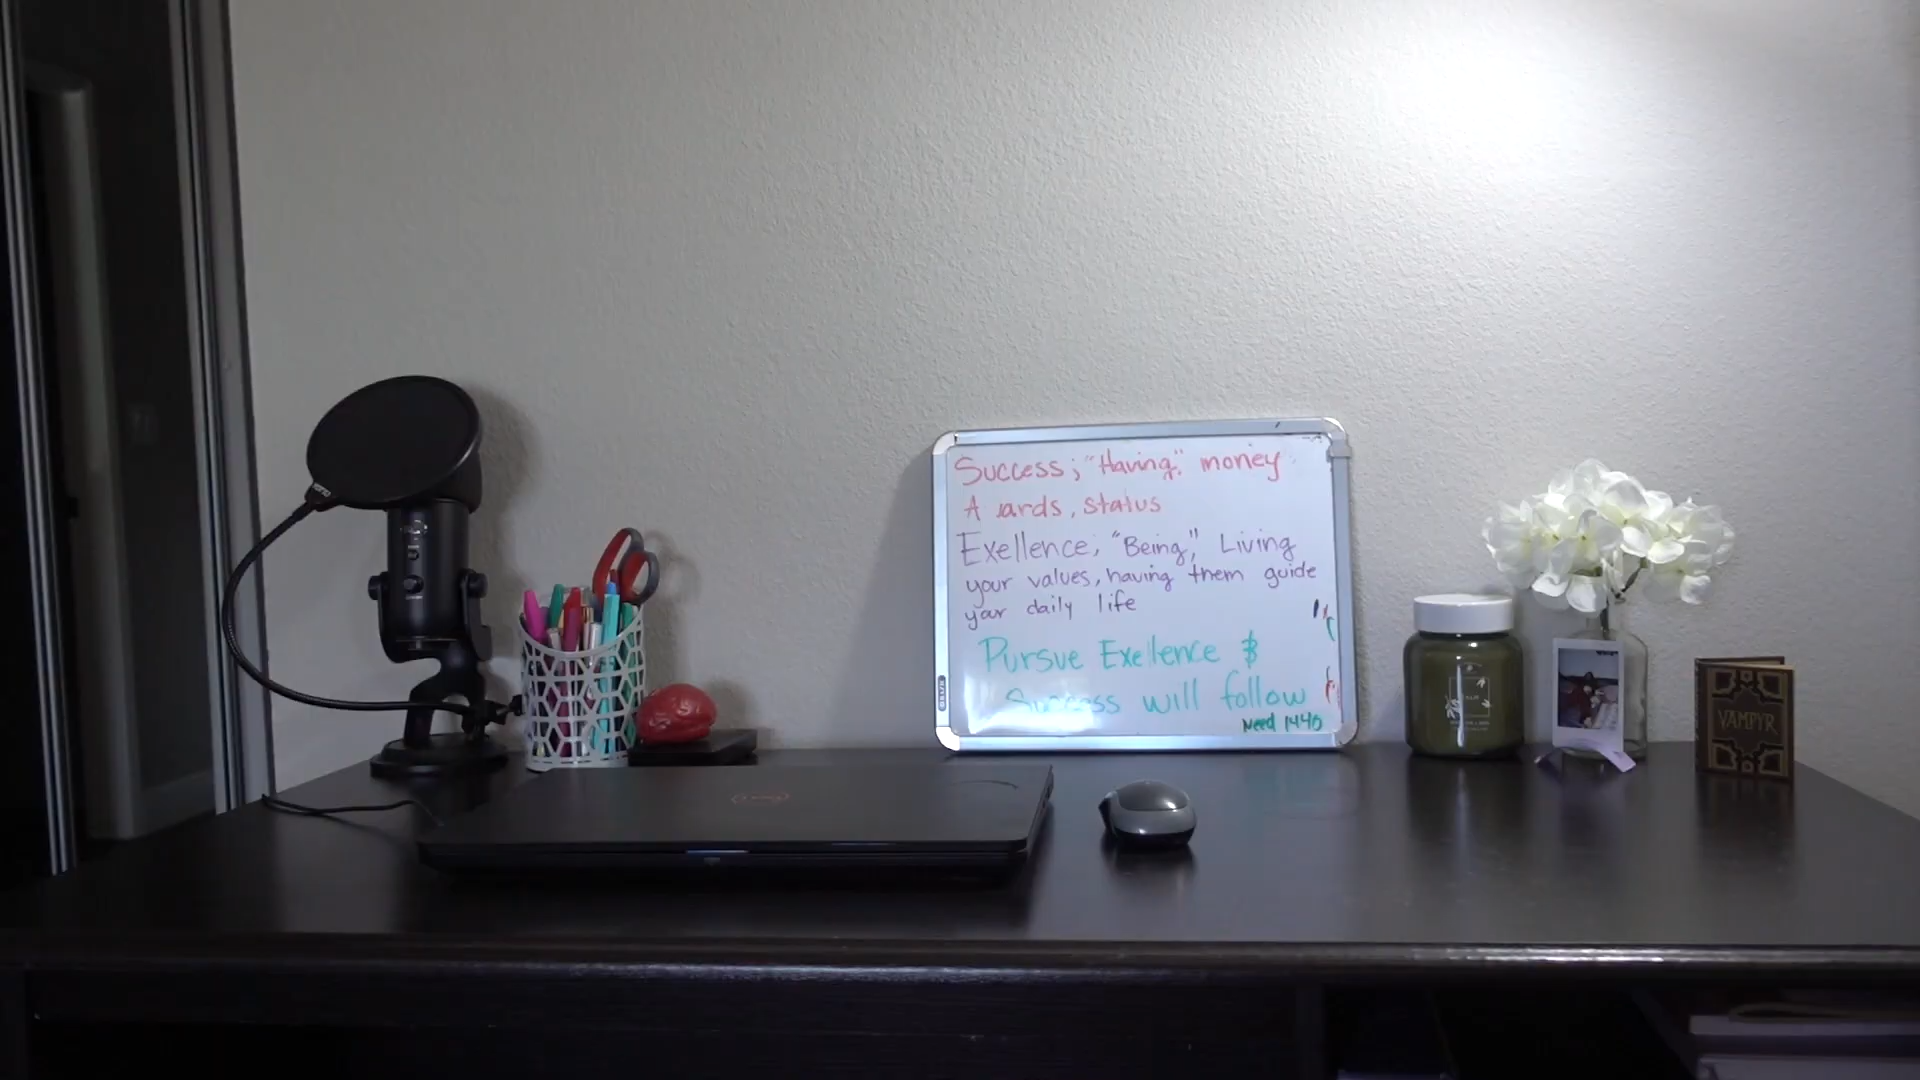 Success; "Having," money
A ards, status
Exellence; "Being," Living
your values, having them guide
your daily life
Pursue Exellence $
Success will follow
Need 1440
VAMPYR